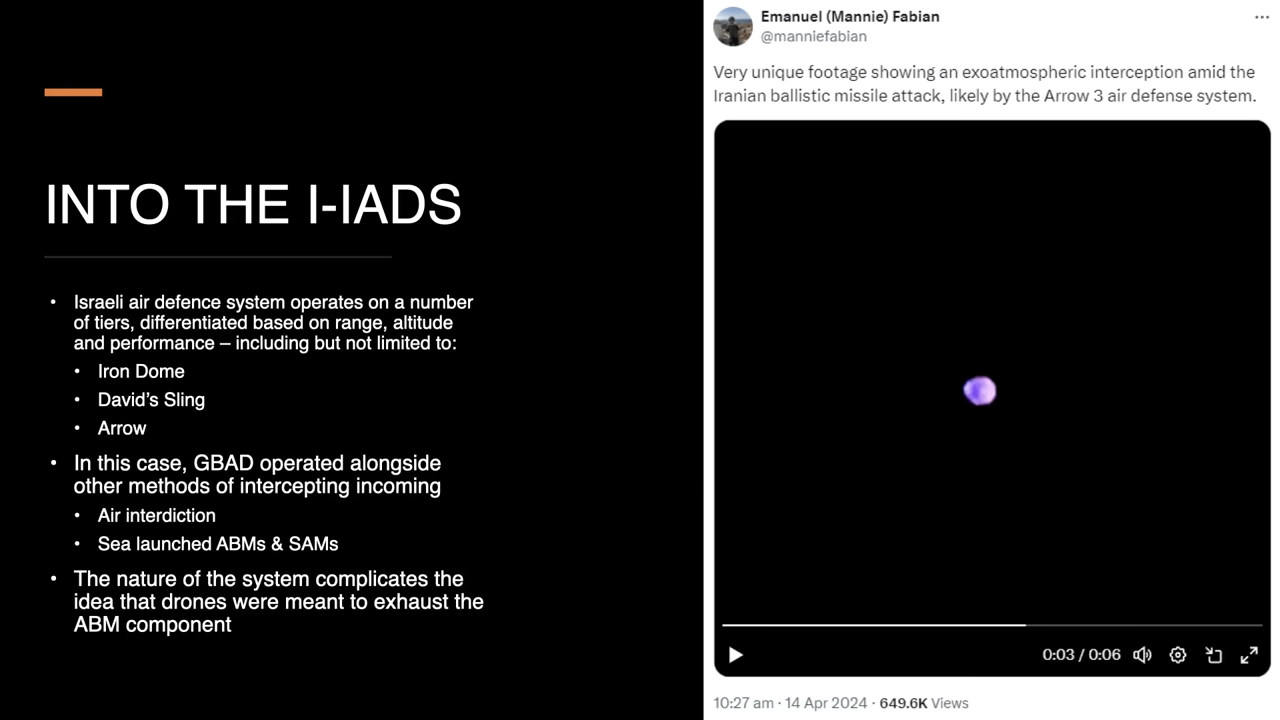 INTO THE I-IADS
• Israeli air defence system operates on a number
of tiers, differentiated based on range, altitude
and performance – including but not limited to:
• Iron Dome
• David’s Sling
• Arrow
• In this case, GBAD operated alongside
other methods of intercepting incoming
• Air interdiction
• Sea launched ABMs & SAMs
• The nature of the system complicates the
idea that drones were meant to exhaust the
ABM component
Emanuel (Mannie) Fabian
@manniefabian
Very unique footage showing an exoatmospheric interception amid the
Iranian ballistic missile attack, likely by the Arrow 3 air defense system.
0:03 / 0:06
10:27 am · 14 Apr 2024 · 649.6K Views